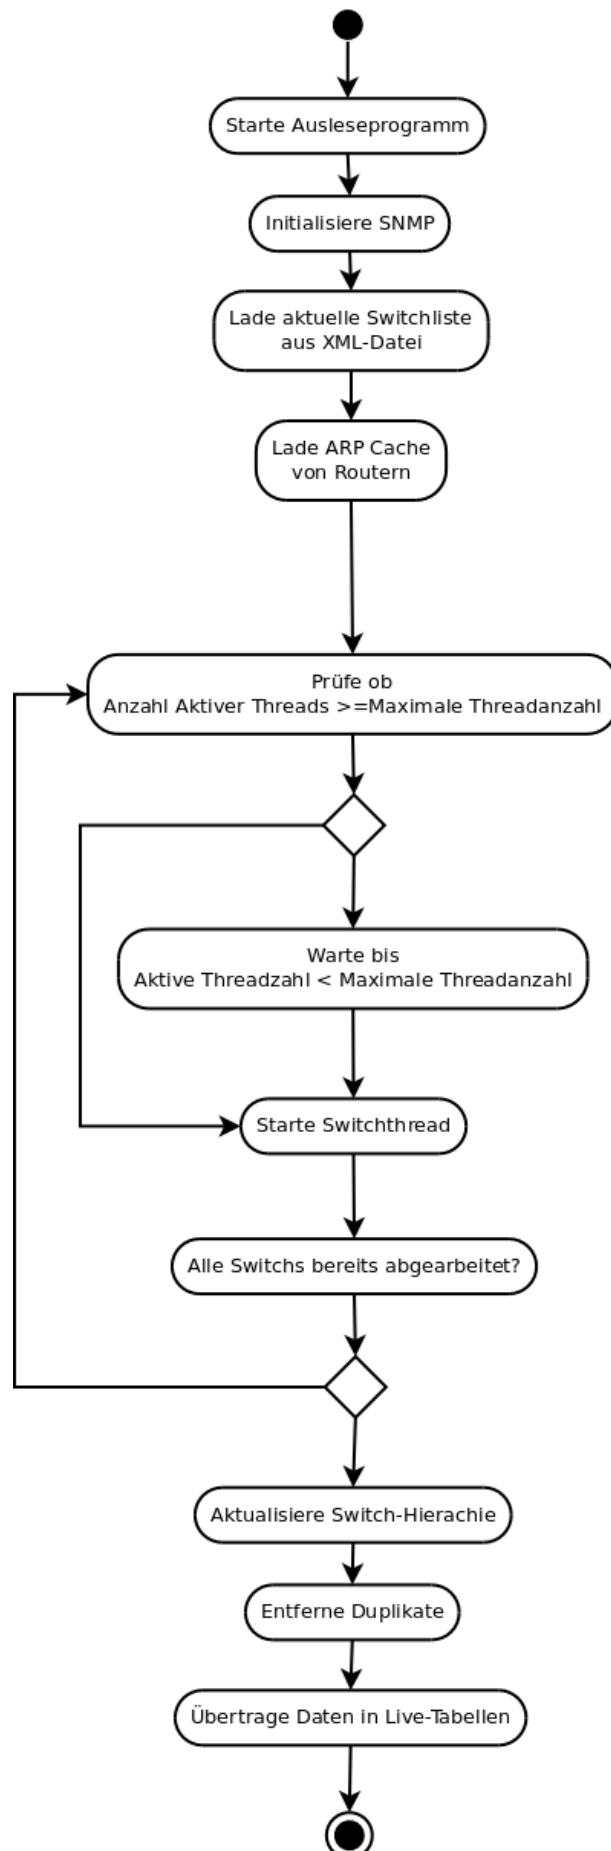 Starte Ausleseprogramm
Initialisiere SNMP
Lade aktuelle Switchliste
aus XML-Datei
Lade ARP Cache
von Routern
Prüfe ob
Anzahl Aktiver Threads >=Maximale Threadanzahl
Warte bis
Aktive Threadzahl < Maximale Threadanzahl
Starte Switchthread
Alle Switchs bereits abgearbeitet?
Aktualisiere Switch-Hierachie
Entferne Duplikate
Übertrage Daten in Live-Tabellen